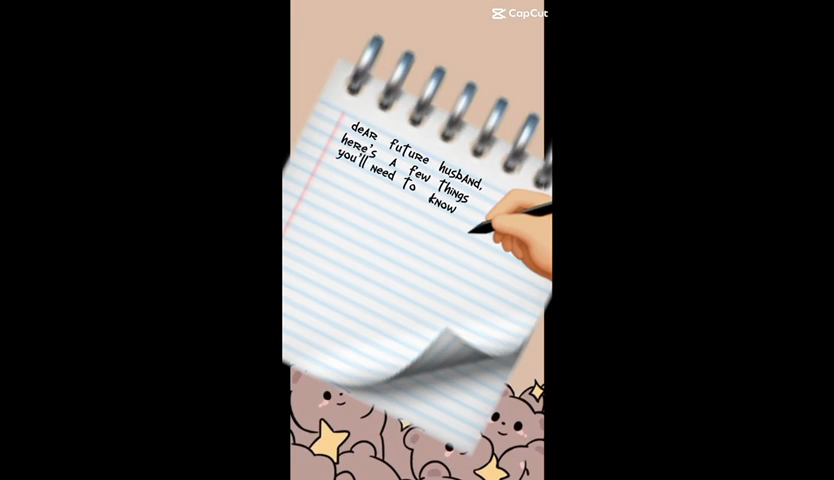 CapCut
dear future husband,
here's a few things
you'll need to know